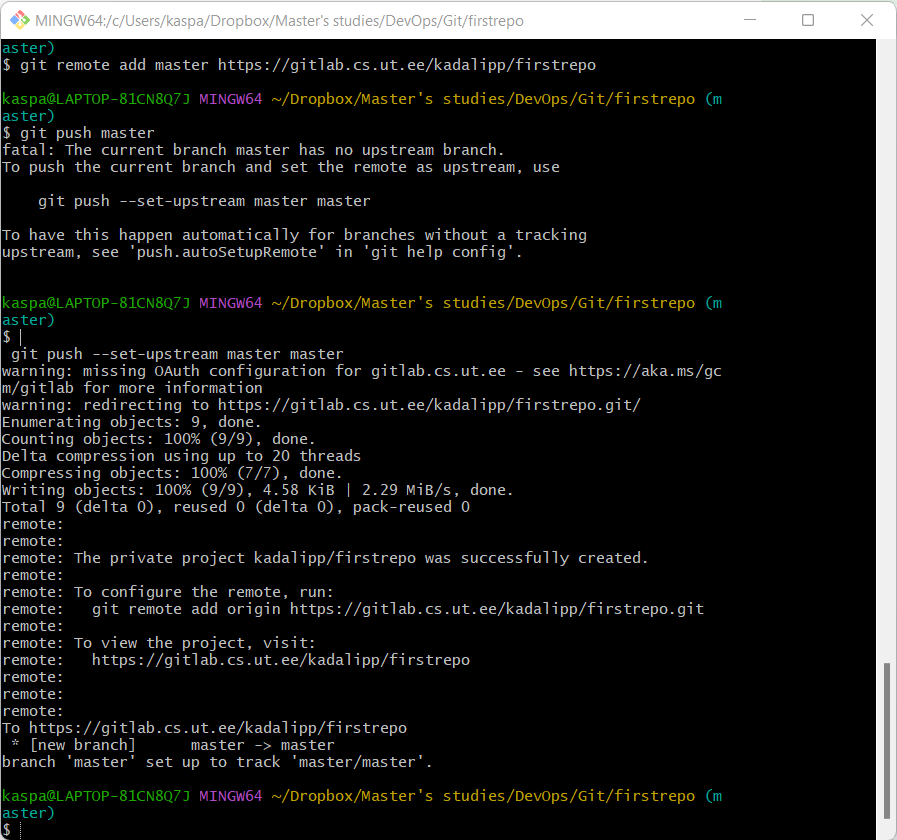 MINGW64:/c/Users/kaspa/Dropbox/Master's studies/DevOps/Git/firstrepo
aster)
$ git remote add master https://gitlab.cs.ut.ee/kadalipp/firstrepo
kaspa@LAPTOP-81CN8Q7J MINGW64 ~/Dropbox/Master's studies/DevOps/Git/firstrepo (m
aster)
$ git push master
fatal: The current branch master has no upstream branch.
To push the current branch and set the remote as upstream, use
    git push --set-upstream master master
To have this happen automatically for branches without a tracking
upstream, see 'push.autoSetupRemote' in 'git help config'.
kaspa@LAPTOP-81CN8Q7J MINGW64 ~/Dropbox/Master's studies/DevOps/Git/firstrepo (m
aster)
$
 git push --set-upstream master master
warning: missing OAuth configuration for gitlab.cs.ut.ee - see https://aka.ms/gc
m/gitlab for more information
warning: redirecting to https://gitlab.cs.ut.ee/kadalipp/firstrepo.git/
Enumerating objects: 9, done.
Counting objects: 100% (9/9), done.
Delta compression using up to 20 threads
Compressing objects: 100% (7/7), done.
Writing objects: 100% (9/9), 4.58 KiB | 2.29 MiB/s, done.
Total 9 (delta 0), reused 0 (delta 0), pack-reused 0
remote:
remote:
remote: The private project kadalipp/firstrepo was successfully created.
remote:
remote: To configure the remote, run:
remote:   git remote add origin https://gitlab.cs.ut.ee/kadalipp/firstrepo.git
remote:
remote: To view the project, visit:
remote:   https://gitlab.cs.ut.ee/kadalipp/firstrepo
remote:
remote:
remote:
To https://gitlab.cs.ut.ee/kadalipp/firstrepo
 * [new branch]      master -> master
branch 'master' set up to track 'master/master'.
kaspa@LAPTOP-81CN8Q7J MINGW64 ~/Dropbox/Master's studies/DevOps/Git/firstrepo (m
aster)
$